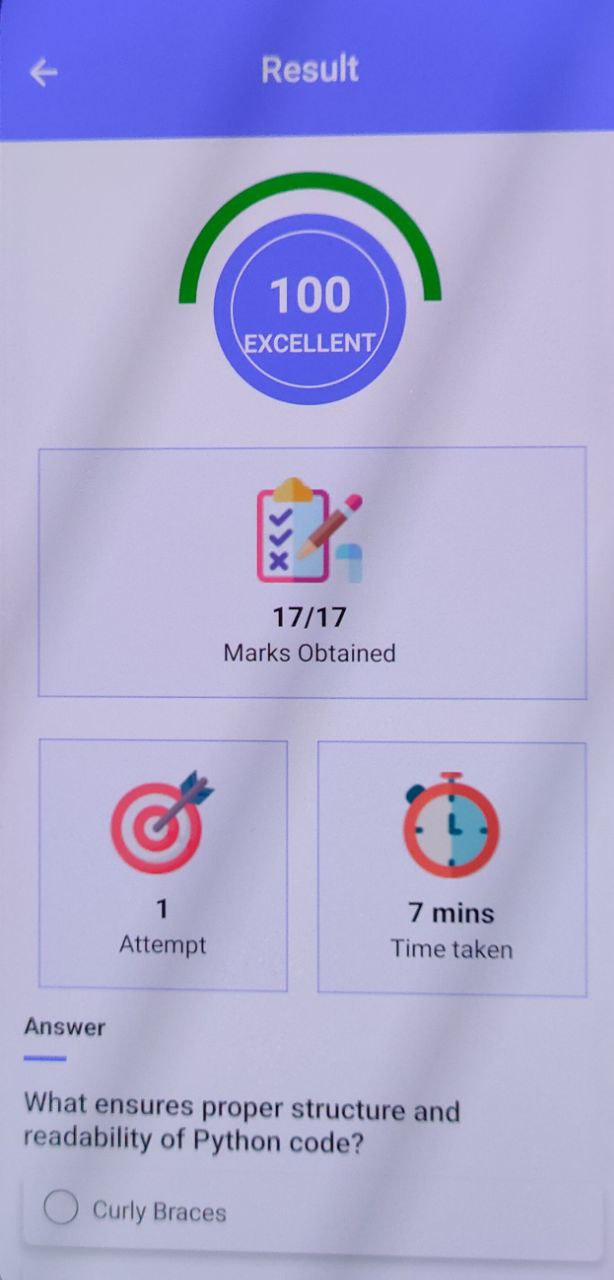 Result
100
EXCELLENT
17/17
Marks Obtained
1
Attempt
7 mins
Time taken
Answer
What ensures proper structure and
readability of Python code?
Curly Braces